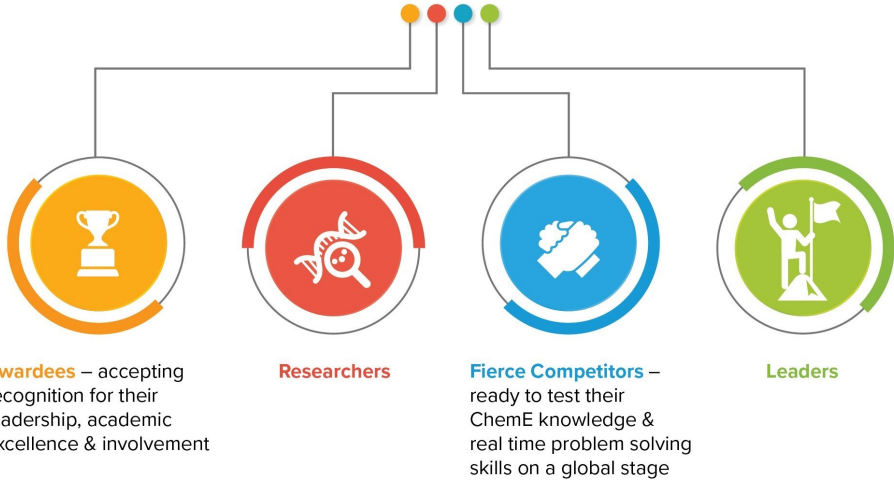 wardees – accepting
ecognition for their
adership, academic
xcellence & involvement
Researchers
Fierce Competitors –
ready to test their
ChemE knowledge &
real time problem solving
skills on a global stage
Leaders